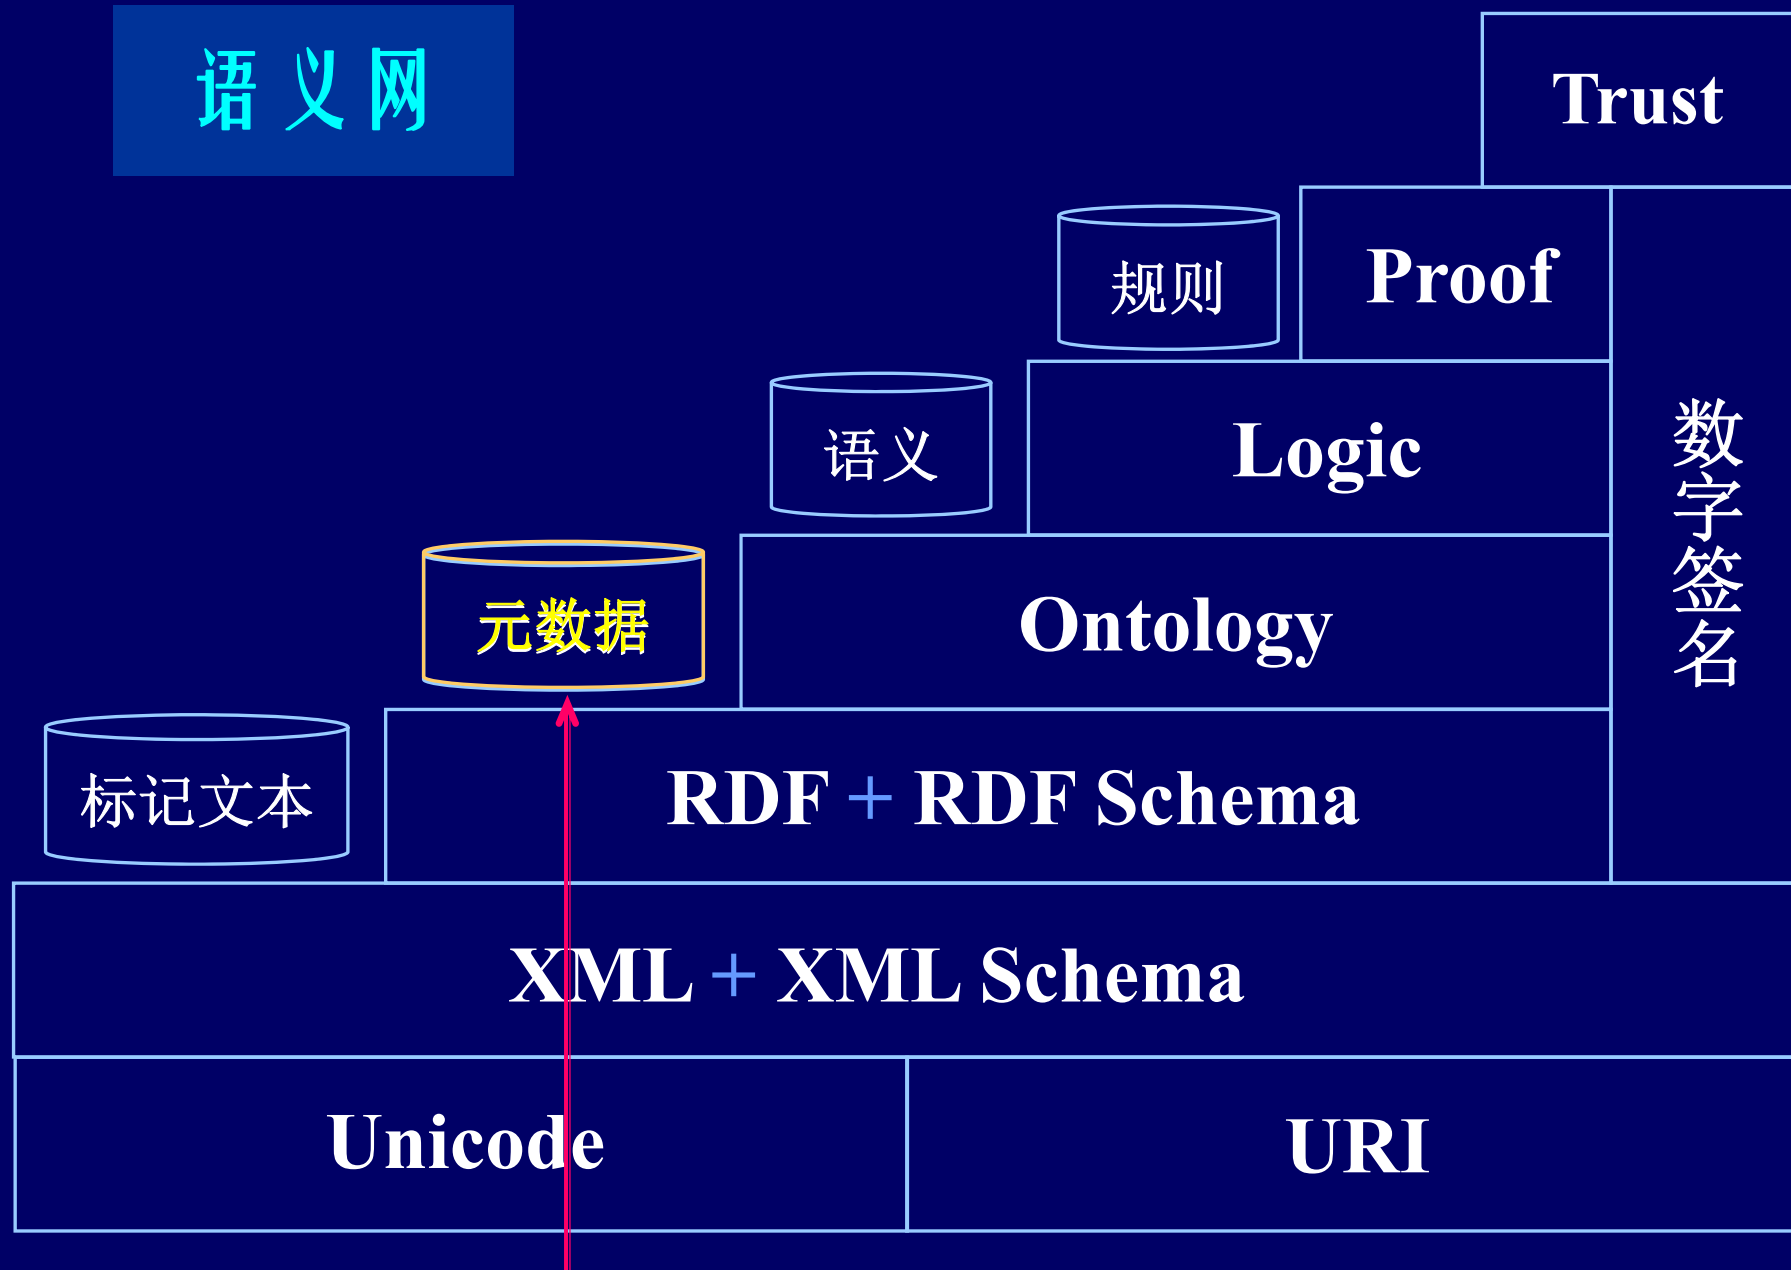 语义网
Trust
规则
Proof
语义
Logic
数字签名
元数据
Ontology
标记文本
RDF + RDF Schema
XML + XML Schema
Unicode
URI